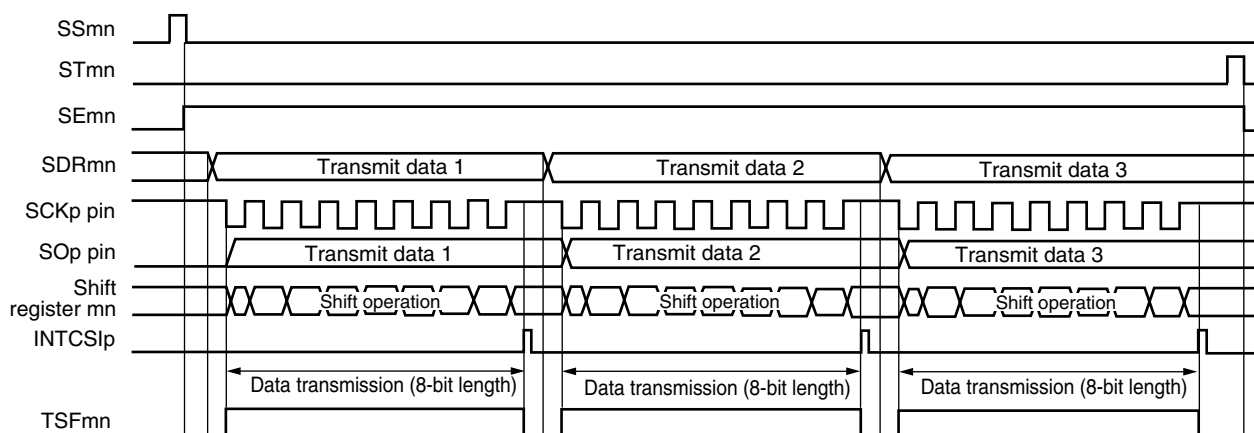 SSmn
STmn
SEmn
SDRmn Transmit data 1 Transmit data 2 Transmit data 3
SCKp pin
SOp pin Transmit data 1 Transmit data 2 Transmit data 3
Shift
register mn Shift operation Shift operation Shift operation
INTCSIp
Data transmission (8-bit length) Data transmission (8-bit length) Data transmission (8-bit length)
TSFmn